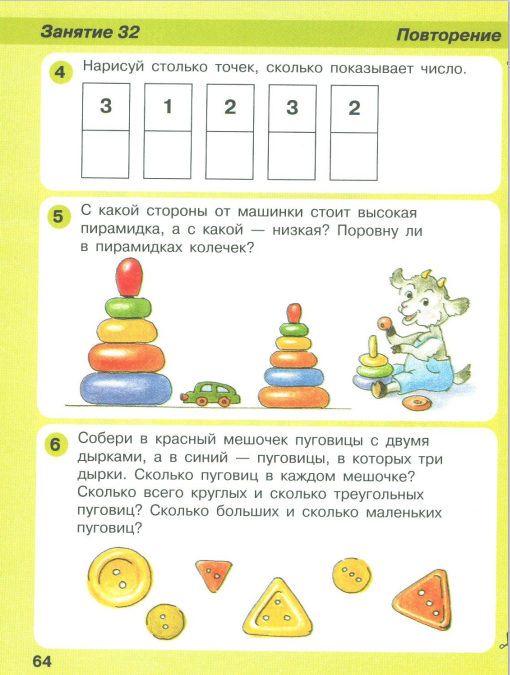 Занятие 32
Повторение
4 Нарисуй столько точек, сколько показывает число.
3 1 2 3 2
5 С какой стороны от машинки стоит высокая
пирамидка, а с какой — низкая? Поровну ли
в пирамидках колечек?
6 Собери в красный мешочек пуговицы с двумя
дырками, а в синий — пуговицы, в которых три
дырки. Сколько пуговиц в каждом мешочке?
Сколько всего круглых и сколько треугольных
пуговиц? Сколько больших и сколько маленьких
пуговиц?
64